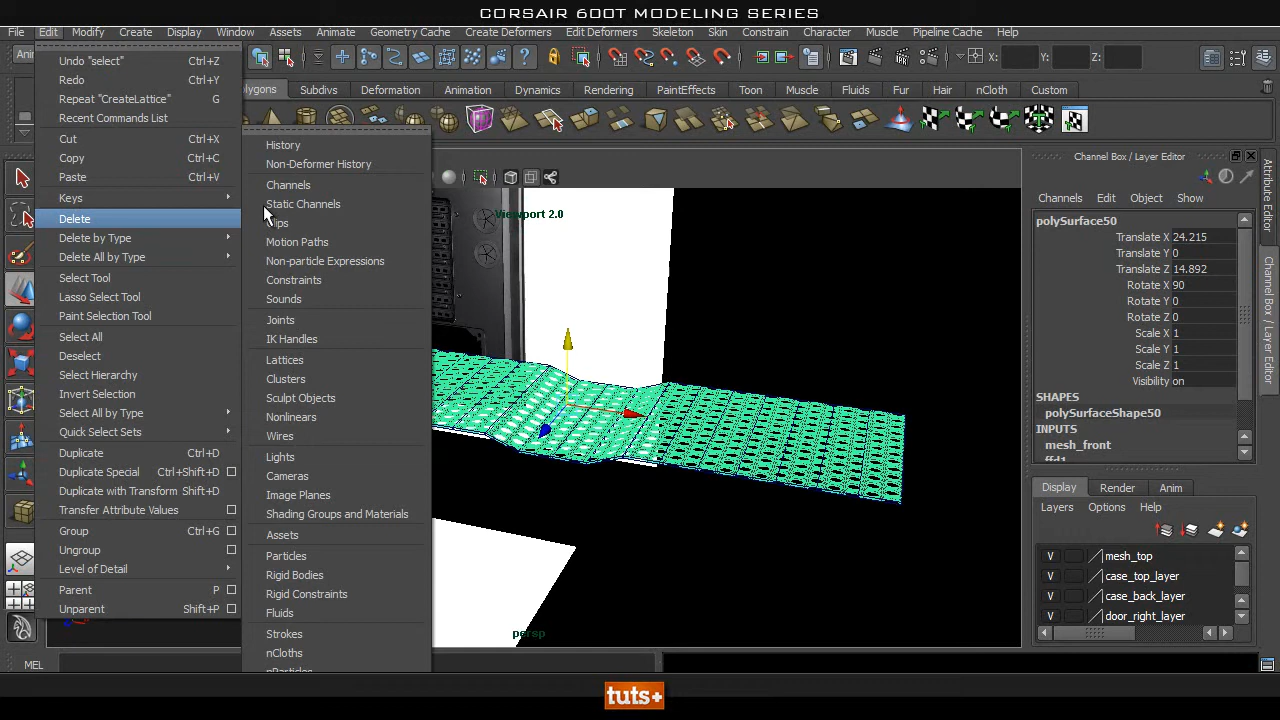 CORSAIR 600T MODELING SERIES
File Edit Modify Create Display Window Assets Animate Geometry Cache Create Deformers Edit Deformers Skeleton Skin Constrain Character Muscle Pipeline Cache Help
X: Y: Z:
Subdivs Deformation Animation Dynamics Rendering PaintEffects Toon Muscle Fluids Fur Hair nCloth Custom
Undo "select" Ctrl+Z
Redo Ctrl+Y
Repeat "CreateLattice" G
Recent Commands List
Cut Ctrl+X
Copy Ctrl+C
Paste Ctrl+V
Keys
Delete
Delete by Type
Delete All by Type
Select Tool
Lasso Select Tool
Paint Selection Tool
Select All
Deselect
Select Hierarchy
Invert Selection
Select All by Type
Quick Select Sets
Duplicate Ctrl+D
Duplicate Special Ctrl+Shift+D
Duplicate with Transform Shift+D
Transfer Attribute Values
Group Ctrl+G
Ungroup
Level of Detail
Parent P
Unparent Shift+P
History
Non-Deformer History
Channels
Static Channels
Motion Paths
Non-particle Expressions
Constraints
Sounds
Joints
IK Handles
Lattices
Clusters
Sculpt Objects
Nonlinears
Wires
Lights
Cameras
Image Planes
Shading Groups and Materials
Assets
Particles
Rigid Bodies
Rigid Constraints
Fluids
Strokes
nCloths
nParticles
Viewport 2.0
persp
Channel Box / Layer Editor
Channels Edit Object Show
polySurface50
Translate X 24.215
Translate Y 0
Translate Z 14.892
Rotate X 90
Rotate Y 0
Rotate Z 0
Scale X 1
Scale Y 1
Scale Z 1
Visibility on
SHAPES
polySurfaceShape50
INPUTS
mesh_front
ffd1
Display Render Anim
Layers Options Help
V mesh_top
V case_top_layer
V case_back_layer
V door_right_layer
Attribute Editor
Channel Box / Layer Editor
MEL
tuts+